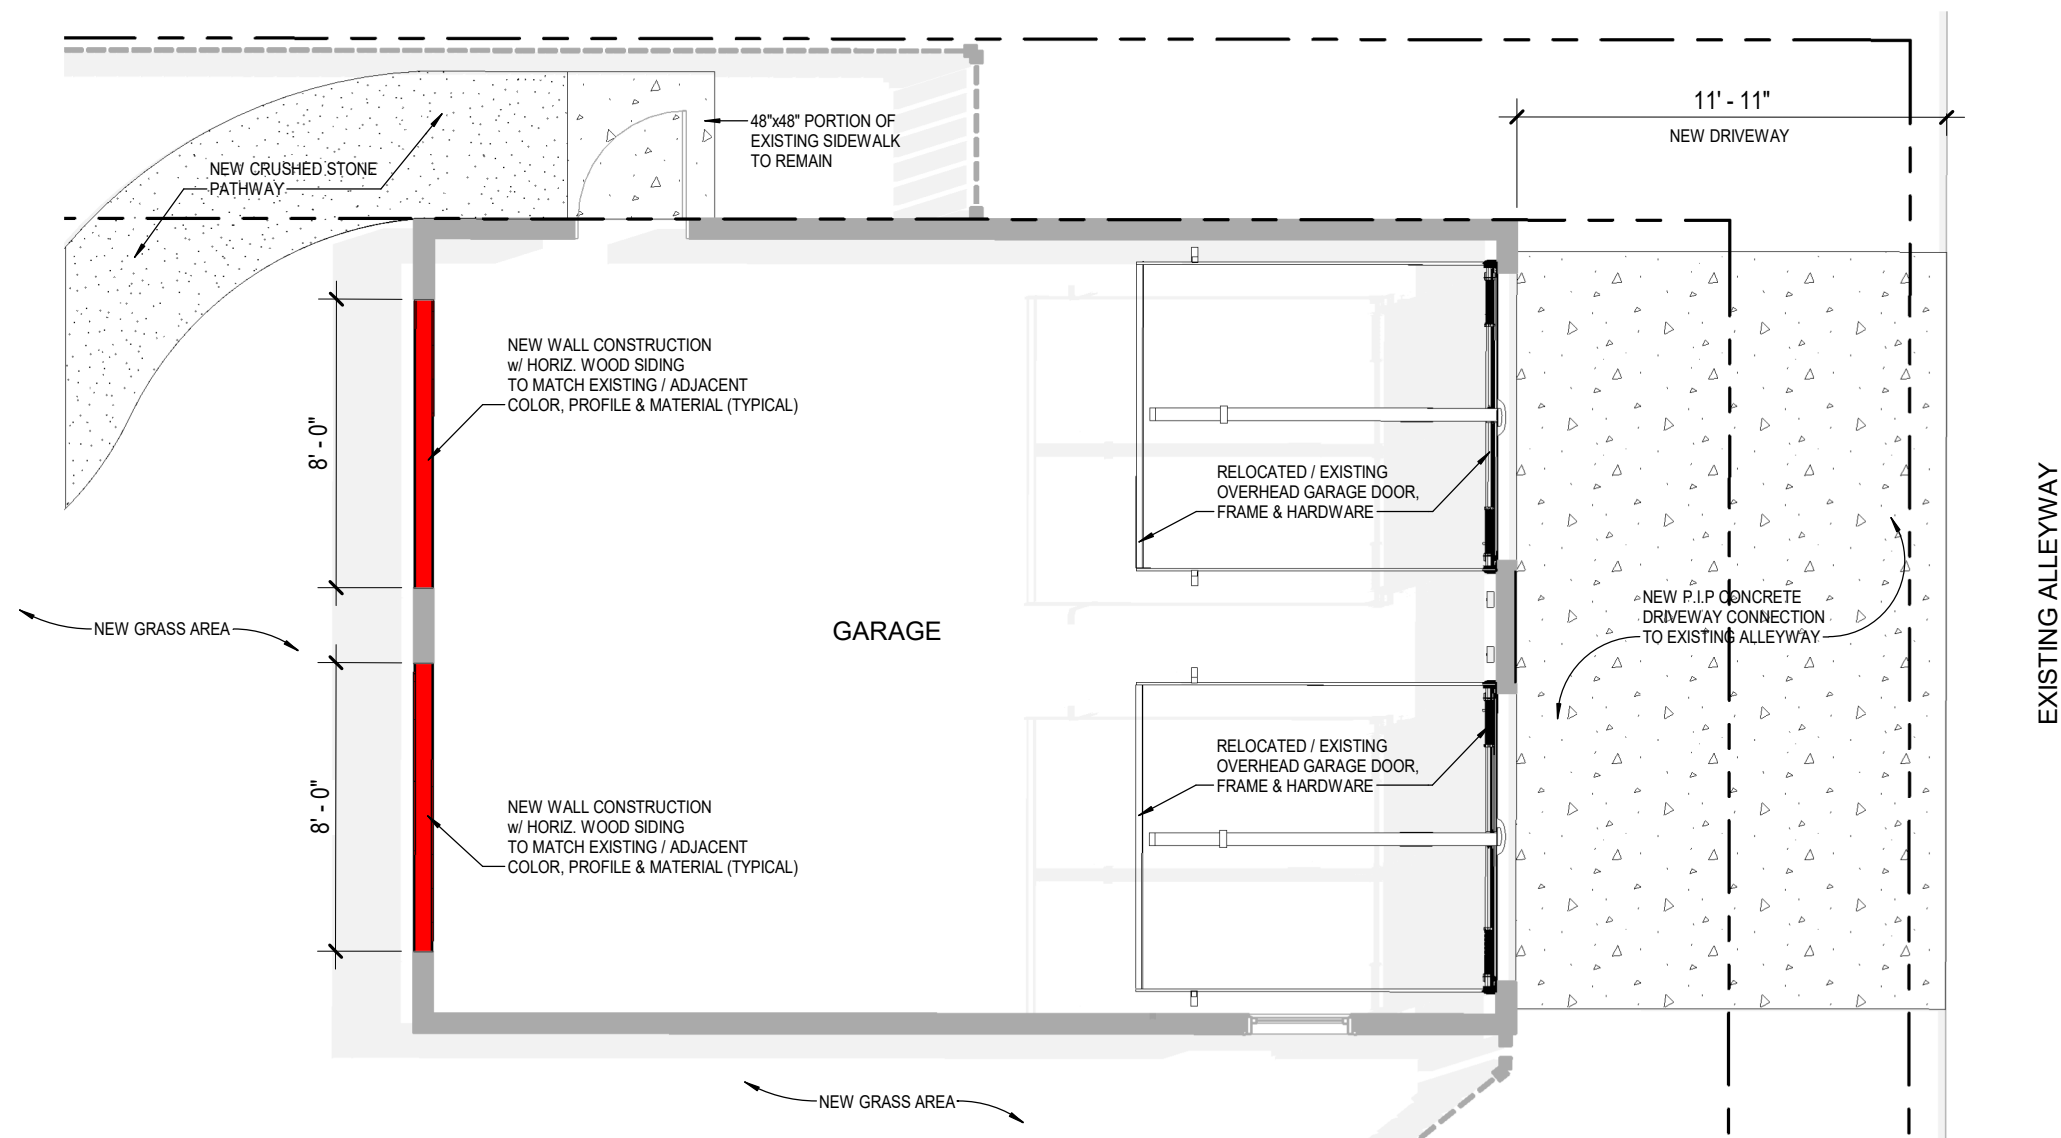 11' - 11"
NEW DRIVEWAY
48"x48" PORTION OF
EXISTING SIDEWALK
TO REMAIN
NEW CRUSHED STONE
PATHWAY
NEW WALL CONSTRUCTION
w/ HORIZ. WOOD SIDING
TO MATCH EXISTING / ADJACENT
COLOR, PROFILE & MATERIAL (TYPICAL)
8' - 0"
RELOCATED / EXISTING
OVERHEAD GARAGE DOOR,
FRAME & HARDWARE
EXISTING ALLEYWAY
NEW P.I.P CONCRETE
DRIVEWAY CONNECTION
TO EXISTING ALLEYWAY
NEW GRASS AREA
GARAGE
RELOCATED / EXISTING
OVERHEAD GARAGE DOOR,
FRAME & HARDWARE
8' - 0"
NEW WALL CONSTRUCTION
w/ HORIZ. WOOD SIDING
TO MATCH EXISTING / ADJACENT
COLOR, PROFILE & MATERIAL (TYPICAL)
NEW GRASS AREA